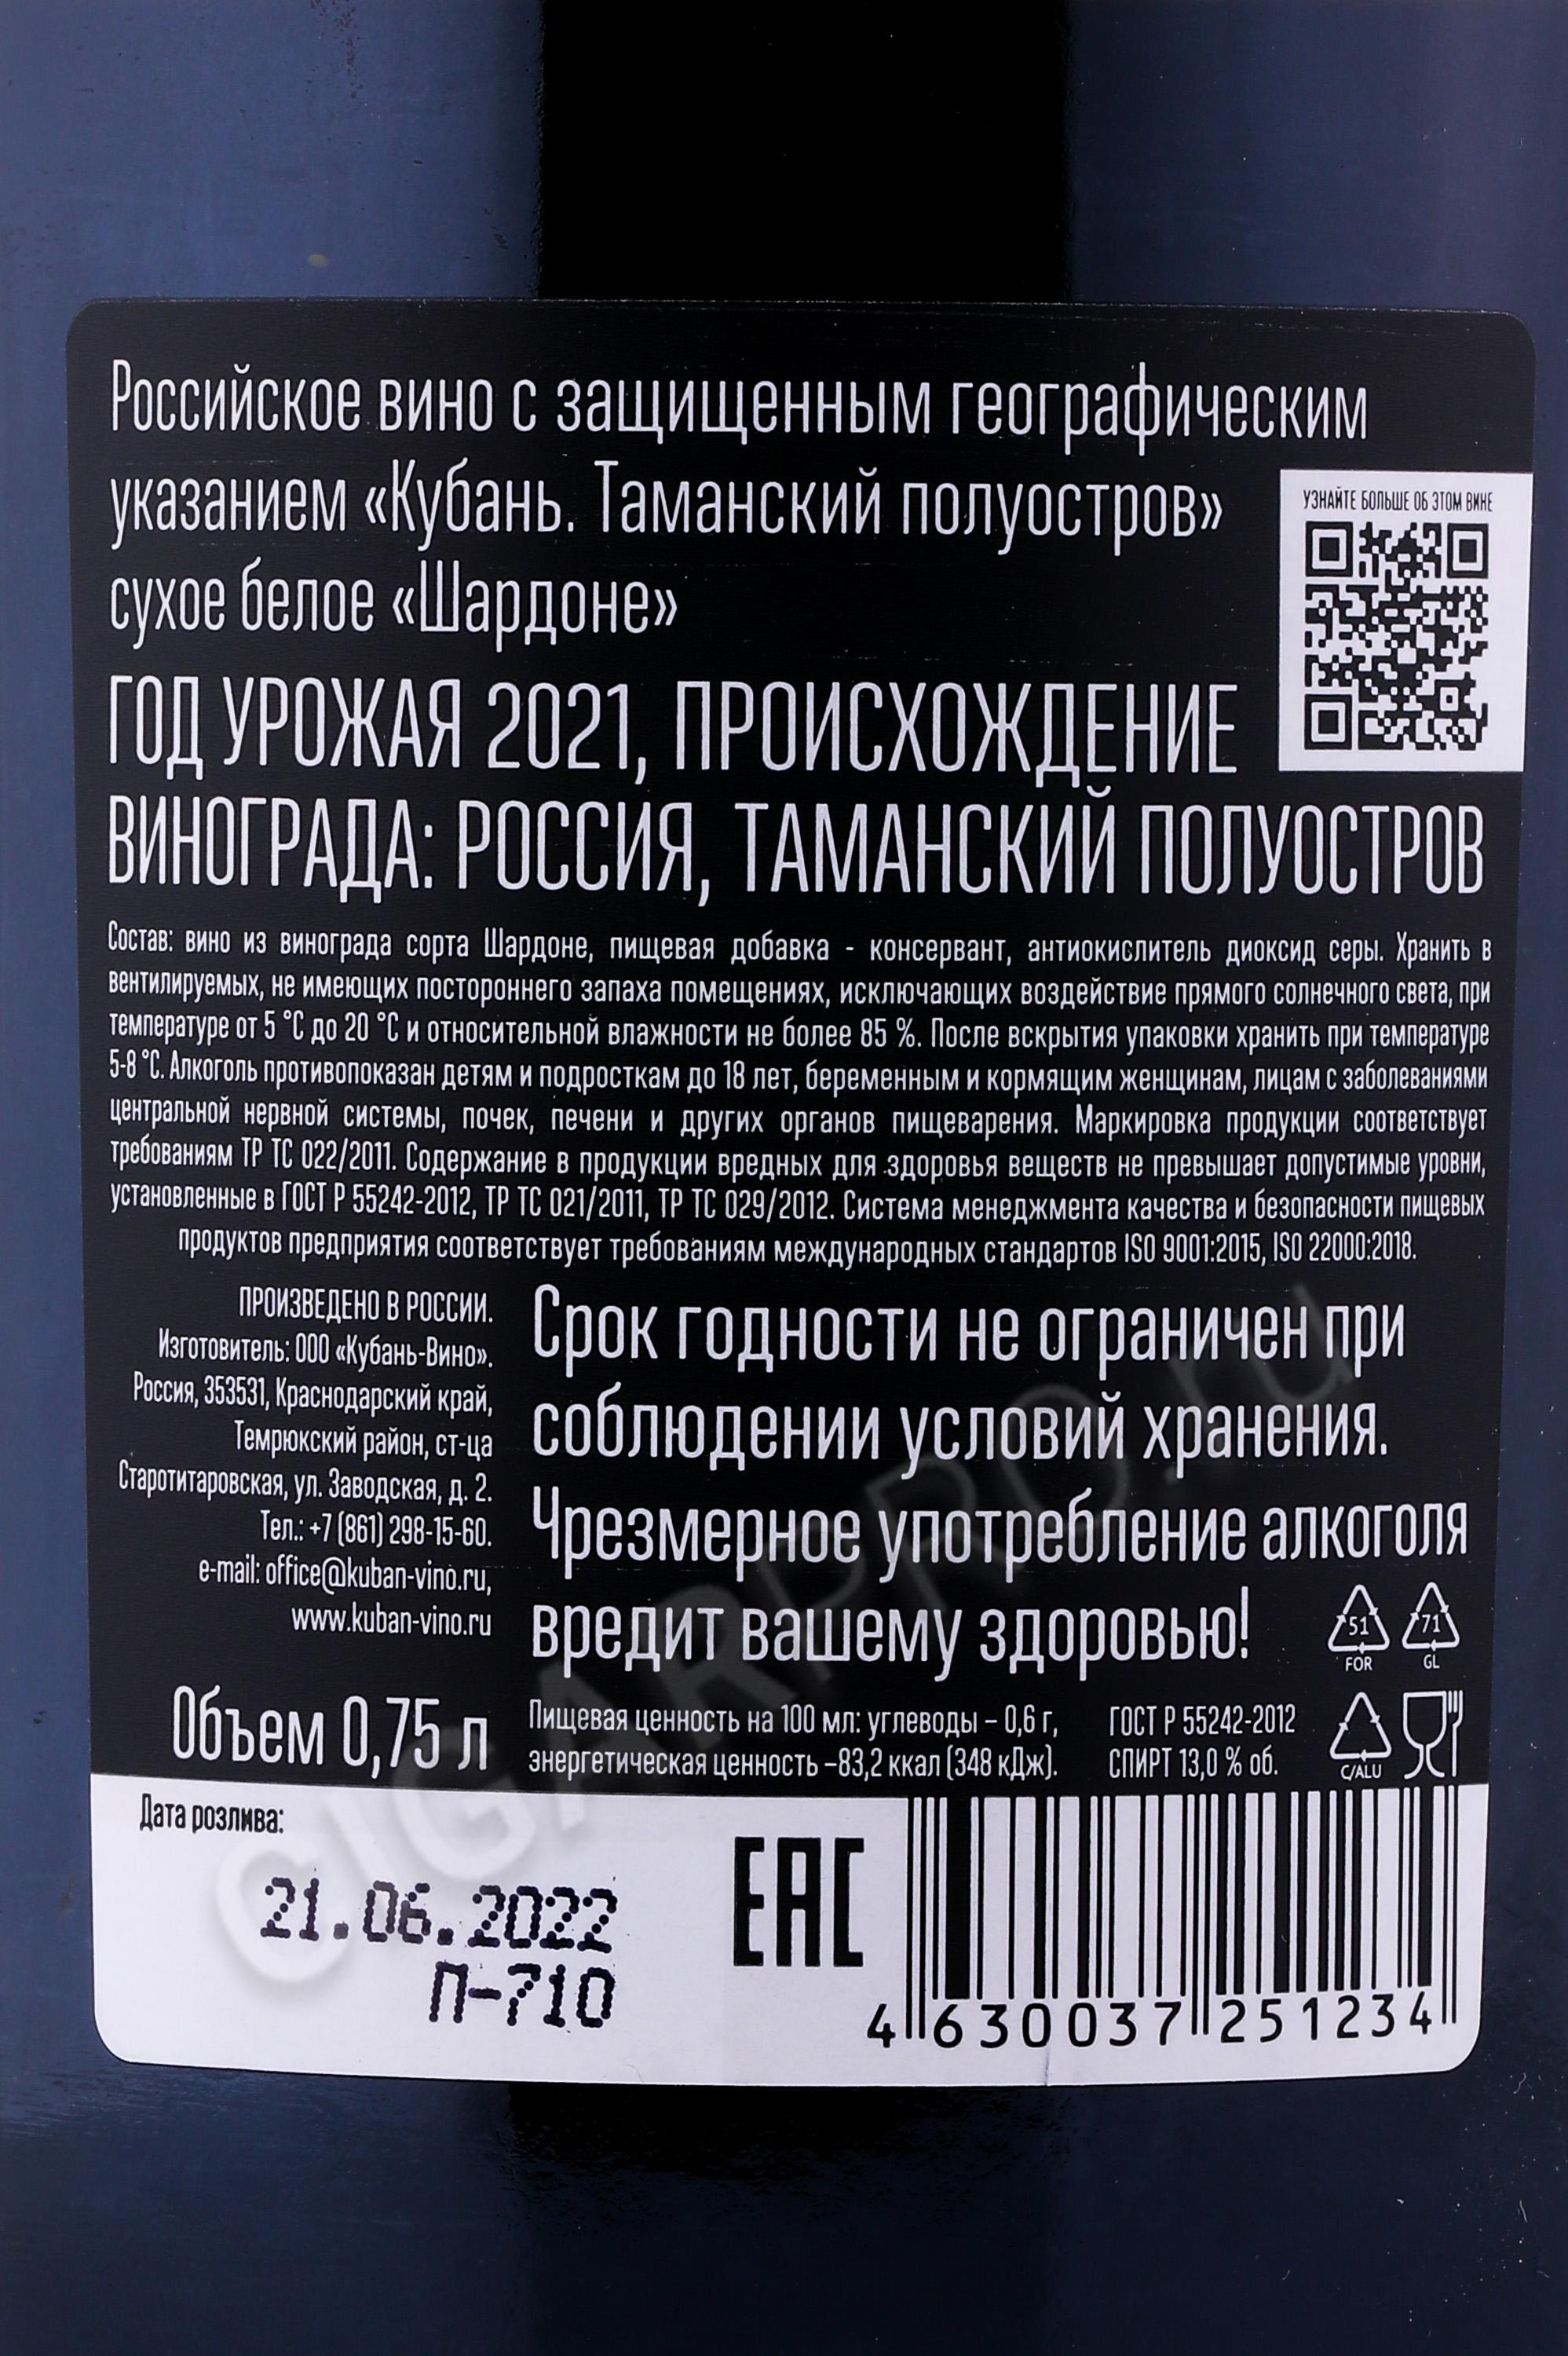 Российское вино с защищенным географическим
указанием «Кубань. Таманский полуостров»
сухое белое «Шардоне»
УЗНАЙТЕ БОЛЬШЕ ОБ ЭТОМ ВИНЕ
ГОД УРОЖАЯ 2021, ПРОИСХОЖДЕНИЕ
ВИНОГРАДА: РОССИЯ, ТАМАНСКИЙ ПОЛУОСТРОВ
Состав: вино из винограда сорта Шардоне, пищевая добавка - консервант, антиокислитель диоксид серы. Хранить в
вентилируемых, не имеющих постороннего запаха помещениях, исключающих воздействие прямого солнечного света, при
температуре от 5 °С до 20 °С и относительной влажности не более 85 %. После вскрытия упаковки хранить при температуре
5-8 °С. Алкоголь противопоказан детям и подросткам до 18 лет, беременным и кормящим женщинам, лицам с заболеваниями
центральной нервной системы, почек, печени и других органов пищеварения. Маркировка продукции соответствует
требованиям ТР ТС 022/2011. Содержание в продукции вредных для здоровья веществ не превышает допустимые уровни,
установленные в ГОСТ Р 55242-2012, ТР ТС 021/2011, ТР ТС 029/2012. Система менеджмента качества и безопасности пищевых
продуктов предприятия соответствует требованиям международных стандартов ISO 9001:2015, ISO 22000:2018.
ПРОИЗВЕДЕНО В РОССИИ.
Изготовитель: ООО «Кубань-Вино».
Россия, 353531, Краснодарский край,
Темрюкский район, ст-ца
Старотитаровская, ул. Заводская, д. 2.
Тел.: +7 (861) 298-15-60.
e-mail: office@kuban-vino.ru,
www.kuban-vino.ru
Объем 0,75 л
Срок годности не ограничен при
соблюдении условий хранения.
Чрезмерное употребление алкоголя
вредит вашему здоровью!
51
FOR
71
GL
Пищевая ценность на 100 мл: углеводы – 0,6 г,
энергетическая ценность –83,2 ккал (348 кДж).
ГОСТ Р 55242-2012
СПИРТ 13,0 % об.
C/ALU
Дата розлива:
21.06.2022
П-710
EAC
4 630037 251234
CIGARPRO.ru